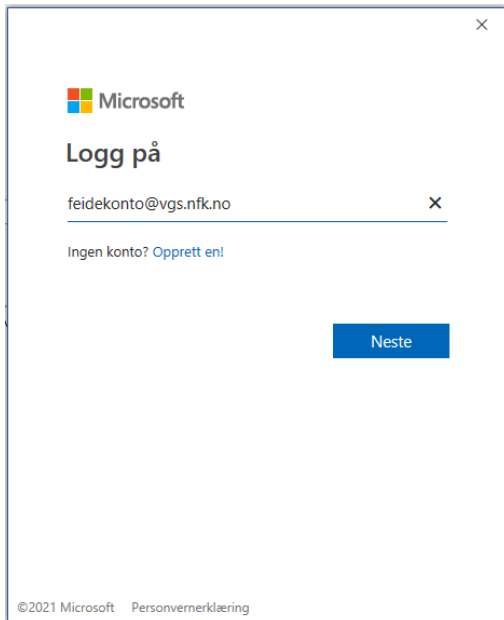 Microsoft
Logg på
feidekonto@vgs.nfk.no
Ingen konto? Opprett en!
Neste
©2021 Microsoft Personvernerklæring